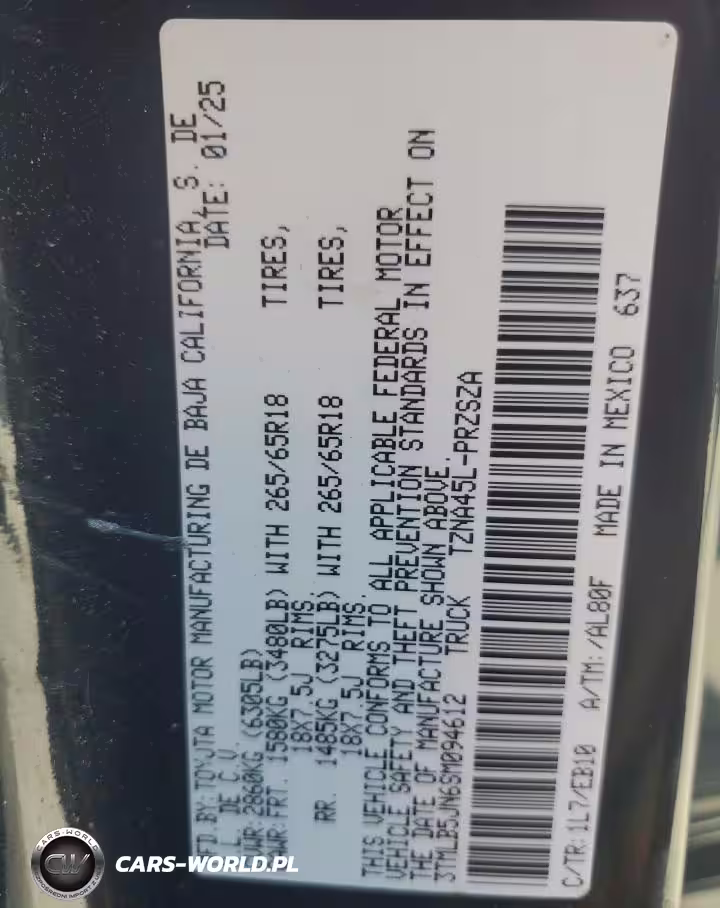 MFD.BY:TOYOTA MOTOR MANUFACTURING DE BAJA CALIFORNIA, S. DE
R.L. DE C.V. DATE: 01/25
GVWR:2860KG (6305LB)
GAWR:FRT. 1580KG (3480LB) WITH 265/65R18 TIRES,
18X7.5J RIMS
RR. 1485KG (3275LB) WITH 265/65R18 TIRES,
18X7.5J RIMS.
THIS VEHICLE CONFORMS TO ALL APPLICABLE FEDERAL MOTOR
VEHICLE SAFETY AND THEFT PREVENTION STANDARDS IN EFFECT ON
THE DATE OF MANUFACTURE SHOWN ABOVE.
3TMLB5JN6SM094612 TRUCK TZNA45L-PRZSZA
C/TR:1L7/EB10 A/TM:/AL80F MADE IN MEXICO 637
CARS-WORLD
CW
CARS-WORLD.PL